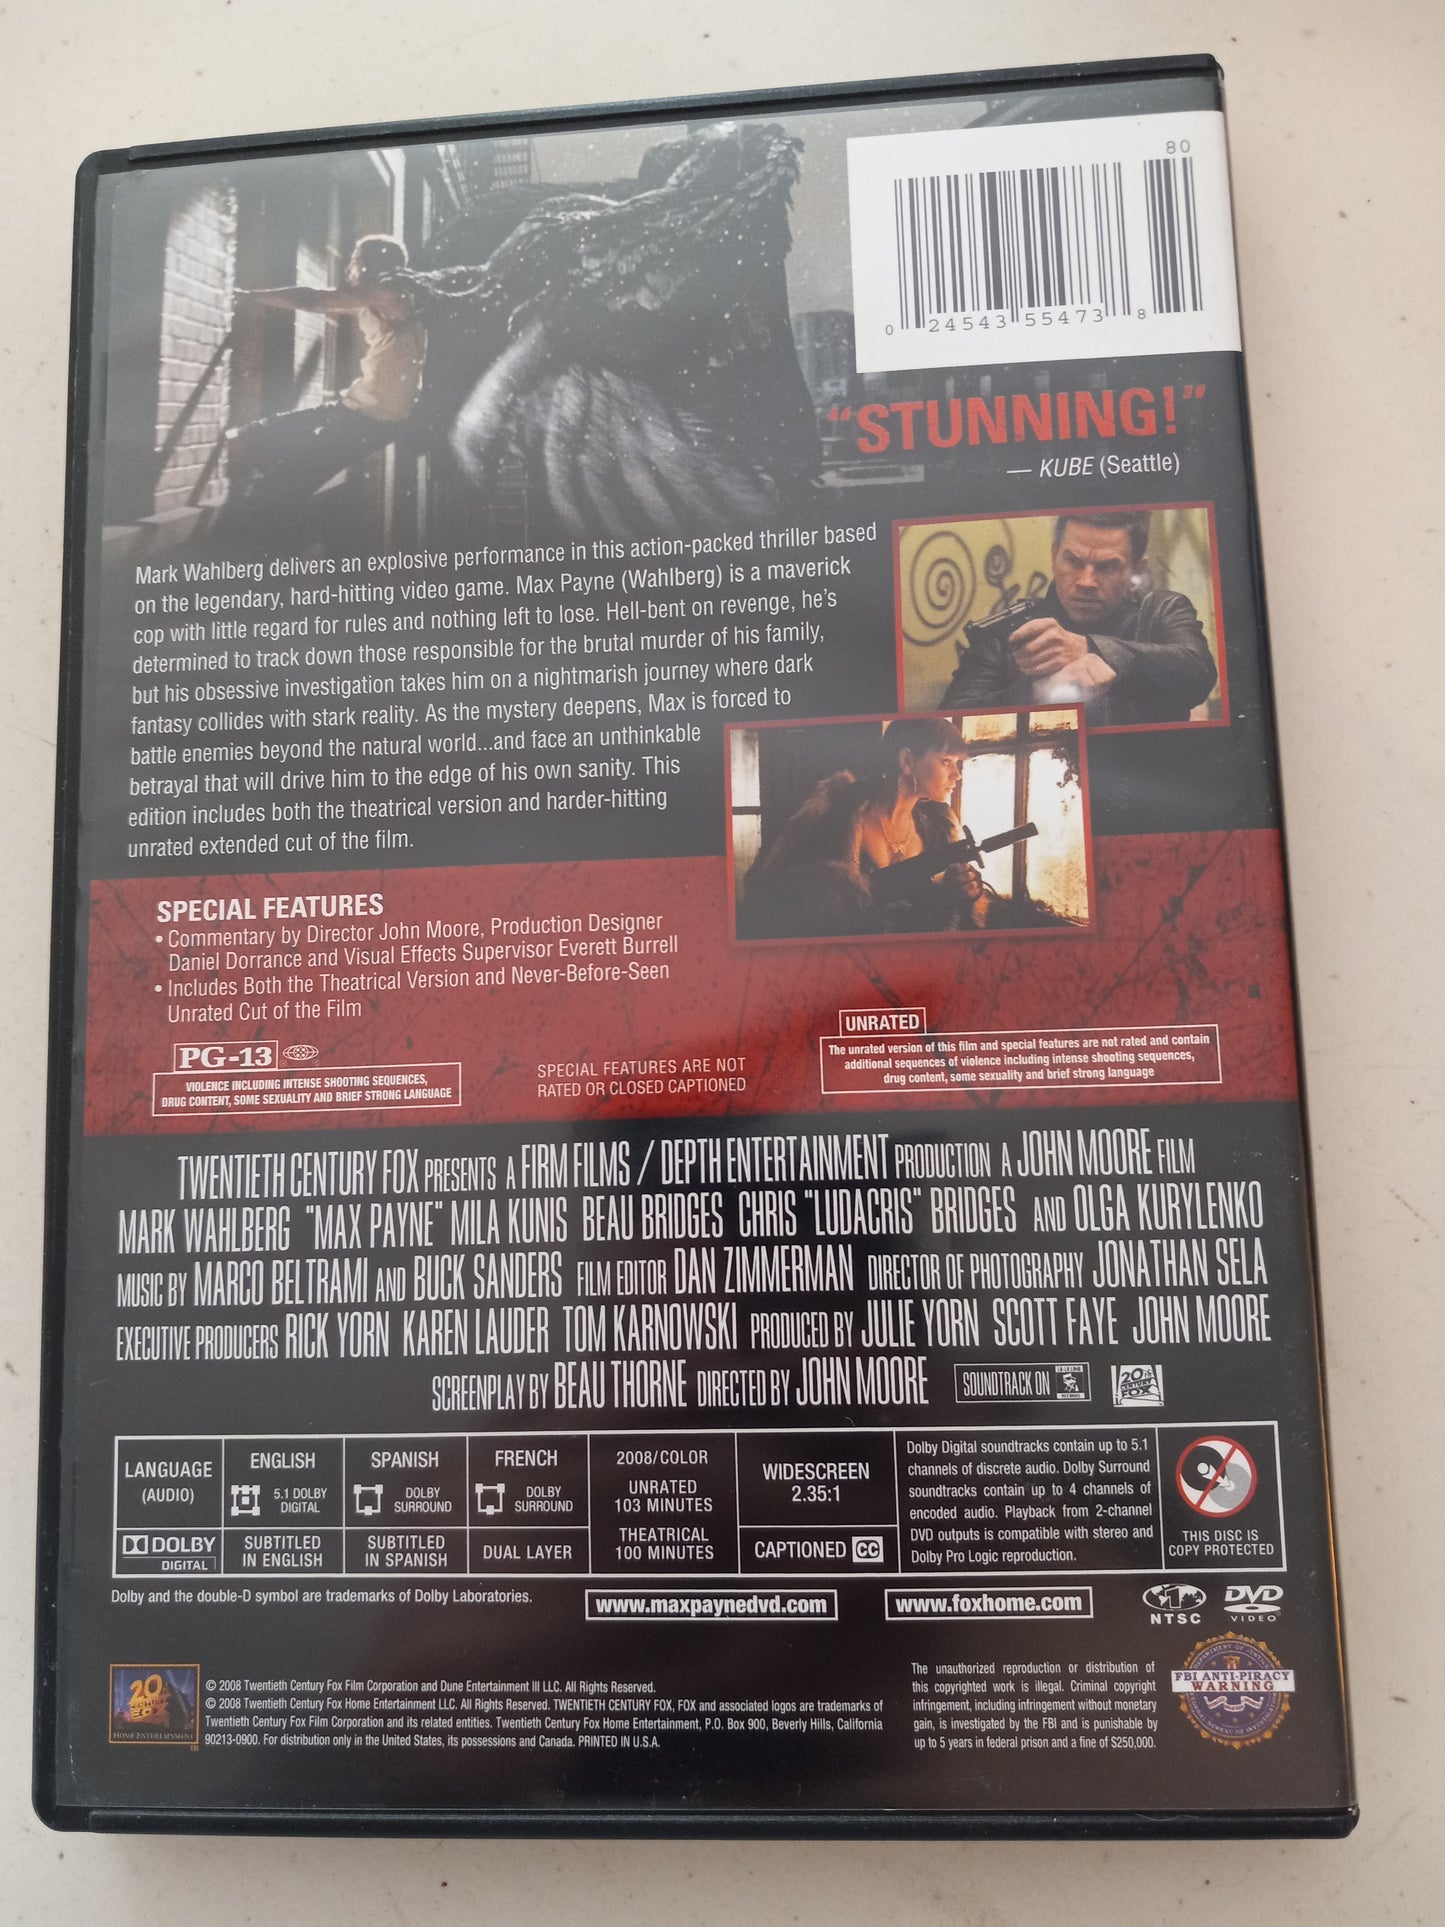 80
0 24543 55473 8
"STUNNING!"
— KUBE (Seattle)
Mark Wahlberg delivers an explosive performance in this action-packed thriller based
on the legendary, hard-hitting video game. Max Payne (Wahlberg) is a maverick
cop with little regard for rules and nothing left to lose. Hell-bent on revenge, he's
determined to track down those responsible for the brutal murder of his family,
but his obsessive investigation takes him on a nightmarish journey where dark
fantasy collides with stark reality. As the mystery deepens, Max is forced to
battle enemies beyond the natural world...and face an unthinkable
betrayal that will drive him to the edge of his own sanity. This
edition includes both the theatrical version and harder-hitting
unrated extended cut of the film.
SPECIAL FEATURES
• Commentary by Director John Moore, Production Designer
Daniel Dorrance and Visual Effects Supervisor Everett Burrell
• Includes Both the Theatrical Version and Never-Before-Seen
Unrated Cut of the Film
PG-13
VIOLENCE INCLUDING INTENSE SHOOTING SEQUENCES,
DRUG CONTENT, SOME SEXUALITY AND BRIEF STRONG LANGUAGE
SPECIAL FEATURES ARE NOT
RATED OR CLOSED CAPTIONED
UNRATED
The unrated version of this film and special features are not rated and contain
additional sequences of violence including intense shooting sequences,
drug content, some sexuality and brief strong language
TWENTIETH CENTURY FOX PRESENTS A FIRM FILMS / DEPTH ENTERTAINMENT PRODUCTION A JOHN MOORE FILM
MARK WAHLBERG "MAX PAYNE" MILA KUNIS BEAU BRIDGES CHRIS "LUDACRIS" BRIDGES AND OLGA KURYLENKO
MUSIC BY MARCO BELTRAMI AND BUCK SANDERS FILM EDITOR DAN ZIMMERMAN DIRECTOR OF PHOTOGRAPHY JONATHAN SELA
EXECUTIVE PRODUCERS RICK YORN KAREN LAUDER TOM KARNOWSKI PRODUCED BY JULIE YORN SCOTT FAYE JOHN MOORE
SCREENPLAY BY BEAU THORNE DIRECTED BY JOHN MOORE SOUNDTRACK ON LA-LA LAND RECORDS 20TH CENTURY FOX
LANGUAGE
(AUDIO)
ENGLISH
5.1 DOLBY
DIGITAL
SPANISH
DOLBY
SURROUND
FRENCH
DOLBY
SURROUND
2008/COLOR
UNRATED
103 MINUTES
THEATRICAL
100 MINUTES
WIDESCREEN
2.35:1
DOLBY
DIGITAL
SUBTITLED
IN ENGLISH
SUBTITLED
IN SPANISH
DUAL LAYER
CAPTIONED CC
Dolby Digital soundtracks contain up to 5.1
channels of discrete audio. Dolby Surround
soundtracks contain up to 4 channels of
encoded audio. Playback from 2-channel
DVD outputs is compatible with stereo and
Dolby Pro Logic reproduction.
THIS DISC IS
COPY PROTECTED
Dolby and the double-D symbol are trademarks of Dolby Laboratories.
www.maxpaynedvd.com
www.foxhome.com
1
NTSC
DVD
VIDEO
20th CENTURY FOX
HOME ENTERTAINMENT
© 2008 Twentieth Century Fox Film Corporation and Dune Entertainment III LLC. All Rights Reserved.
© 2008 Twentieth Century Fox Home Entertainment LLC. All Rights Reserved. TWENTIETH CENTURY FOX, FOX and associated logos are trademarks of
Twentieth Century Fox Film Corporation and its related entities. Twentieth Century Fox Home Entertainment, P.O. Box 900, Beverly Hills, California
90213-0900. For distribution only in the United States, its possessions and Canada. PRINTED IN U.S.A.
The unauthorized reproduction or distribution of
this copyrighted work is illegal. Criminal copyright
infringement, including infringement without monetary
gain, is investigated by the FBI and is punishable by
up to 5 years in federal prison and a fine of $250,000.
DEPARTMENT OF JUSTICE
FBI ANTI-PIRACY
WARNING
FEDERAL BUREAU OF INVESTIGATION